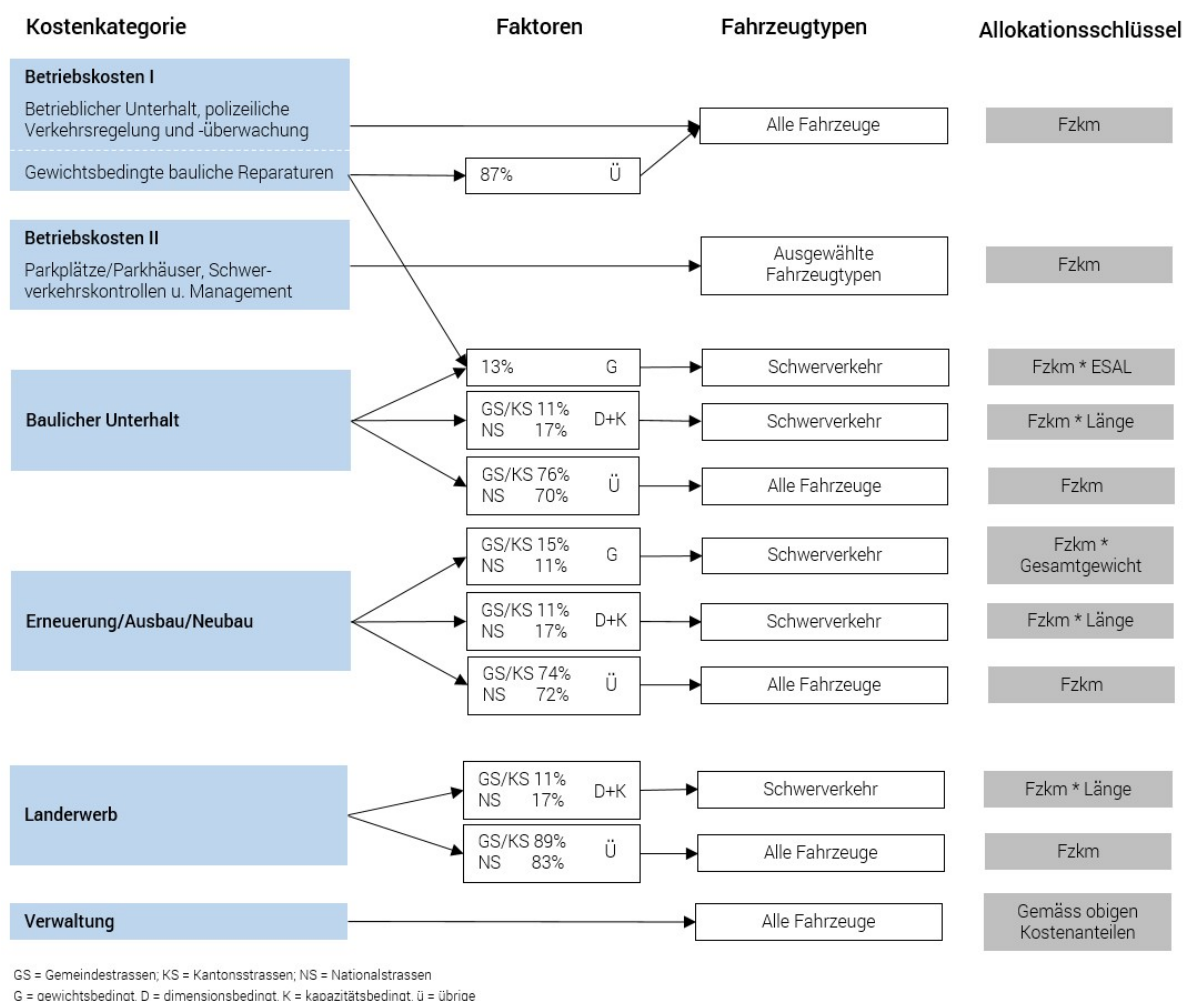 Kostenkategorie Faktoren Fahrzeugtypen Allokationsschlüssel
Betriebskosten I
Betrieblicher Unterhalt, polizeiliche
Verkehrsregelung und -überwachung
Alle Fahrzeuge
Fzkm
Gewichtsbedingte bauliche Reparaturen
87% Ü
Betriebskosten II
Parkplätze/Parkhäuser, Schwer-
verkehrskontrollen u. Management
Ausgewählte
Fahrzeugtypen
Fzkm
Baulicher Unterhalt
13% G
Schwerverkehr
Fzkm * ESAL
GS/KS 11%
NS 17%
D+K
Schwerverkehr
Fzkm * Länge
GS/KS 76%
NS 70%
Ü
Alle Fahrzeuge
Fzkm
Erneuerung/Ausbau/Neubau
GS/KS 15%
NS 11%
G
Schwerverkehr
Fzkm *
Gesamtgewicht
GS/KS 11%
NS 17%
D+K
Schwerverkehr
Fzkm * Länge
GS/KS 74%
NS 72%
Ü
Alle Fahrzeuge
Fzkm
Landerwerb
GS/KS 11%
NS 17%
D+K
Schwerverkehr
Fzkm * Länge
GS/KS 89%
NS 83%
Ü
Alle Fahrzeuge
Fzkm
Verwaltung
Alle Fahrzeuge
Gemäss obigen
Kostenanteilen
GS = Gemeindestrassen; KS = Kantonsstrassen; NS = Nationalstrassen
G = gewichtsbedingt, D = dimensionsbedingt, K = kapazitätsbedingt, ü = übrige